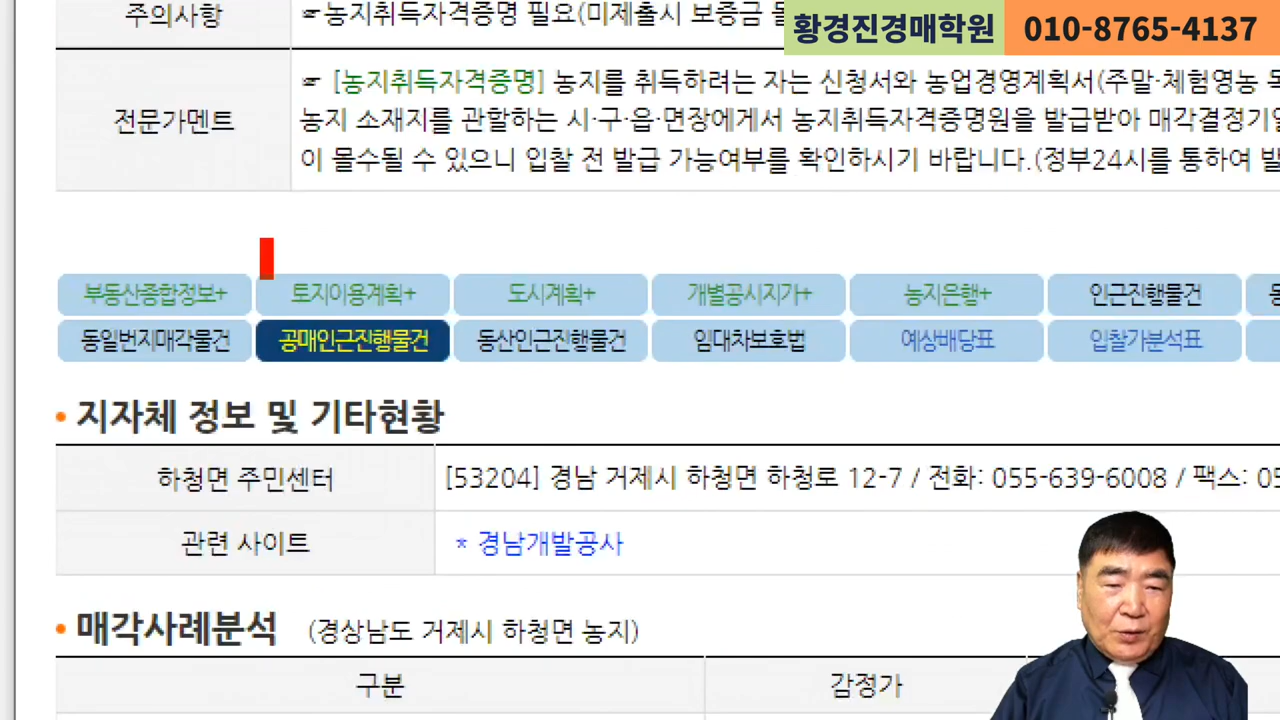 주의사항
☞농지취득자격증명 필요(미제출시 보증금
황경진경매학원
010-8765-4137
전문가멘트
☞ [농지취득자격증명] 농지를 취득하려는 자는 신청서와 농업경영계획서(주말·체험영농
농지 소재지를 관할하는 시·구·읍·면장에게서 농지취득자격증명원을 발급받아 매각결정기일
이 몰수될 수 있으니 입찰 전 발급 가능여부를 확인하시기 바랍니다.(정부24시를 통하여 발
부동산종합정보+
토지이용계획+
도시계획+
개별공시지가+
농지은행+
인근진행물건
동일번지매각물건
공매인근진행물건
동산인근진행물건
임대차보호법
예상배당표
입찰가분석표
• 지자체 정보 및 기타현황
하청면 주민센터
[53204] 경남 거제시 하청면 하청로 12-7 / 전화: 055-639-6008 / 팩스: 05
관련 사이트
* 경남개발공사
• 매각사례분석 (경상남도 거제시 하청면 농지)
구분
감정가